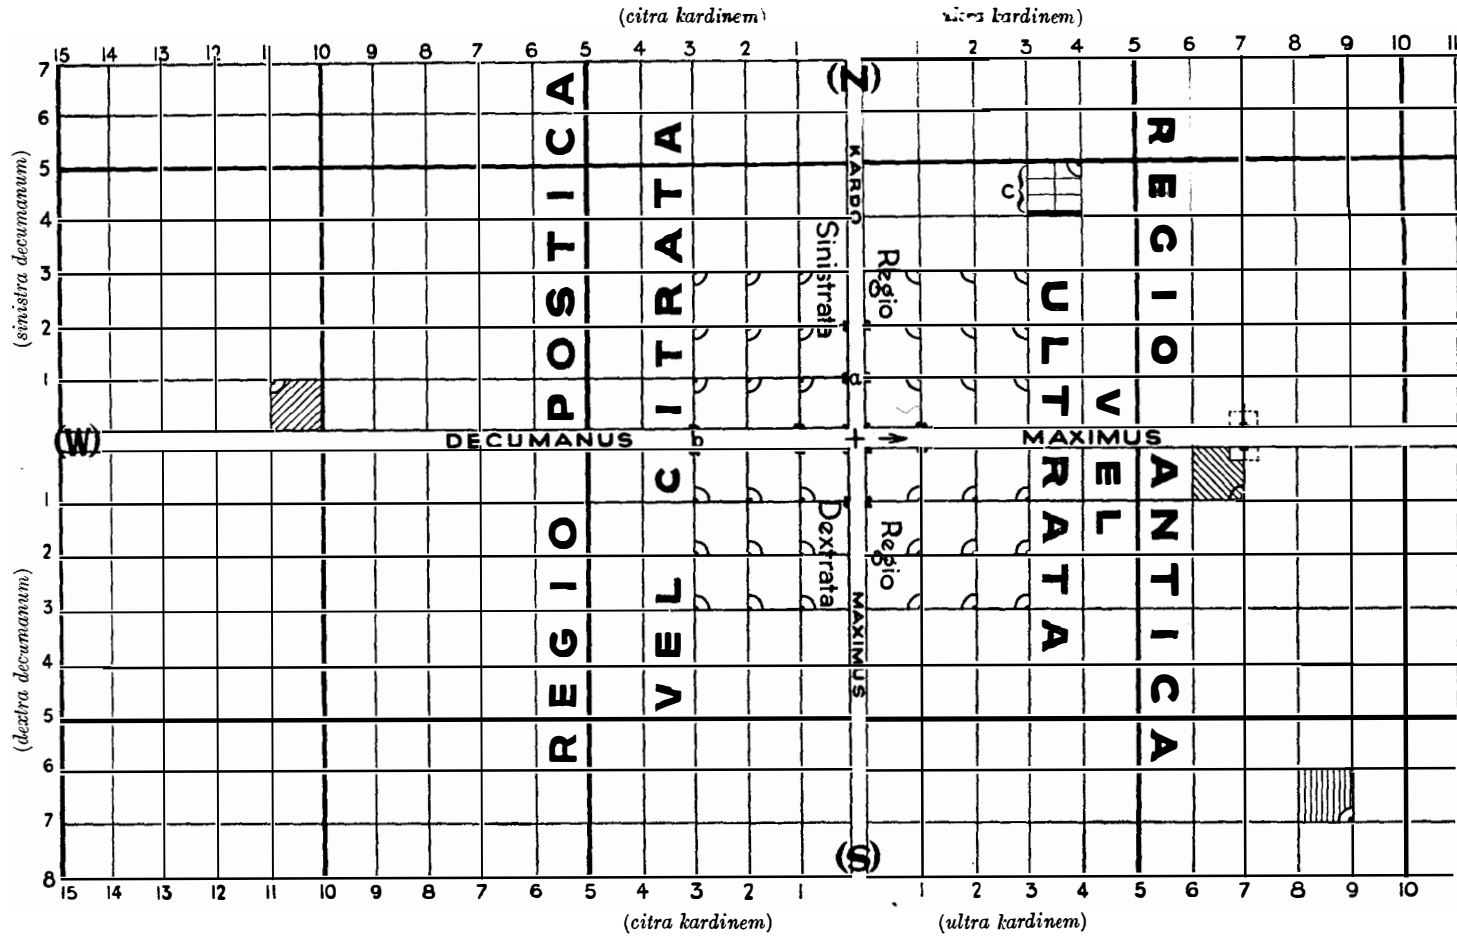 (citra kardinem)
kardinem)
15 14 13 12 11 10 9 8 7 6 5 4 3 2 1 1 2 3 4 5 6 7 8 9 10 11
7
6
5
4
3
2
1
1
2
3
4
5
6
7
8
(sinistra decumanum)
(dextra decumanum)
(N)
(W)
(S)
KARDO
MAXIMUS
DECUMANUS
MAXIMUS
REGIO POSTICA
VEL CITRATA
REGIO ANTICA
VEL
ULTRATA
Sinistrata
Regio
Dextrata
Regio
a
b
C
15 14 13 12 11 10 9 8 7 6 5 4 3 2 1 1 2 3 4 5 6 7 8 9 10
(citra kardinem)
(ultra kardinem)